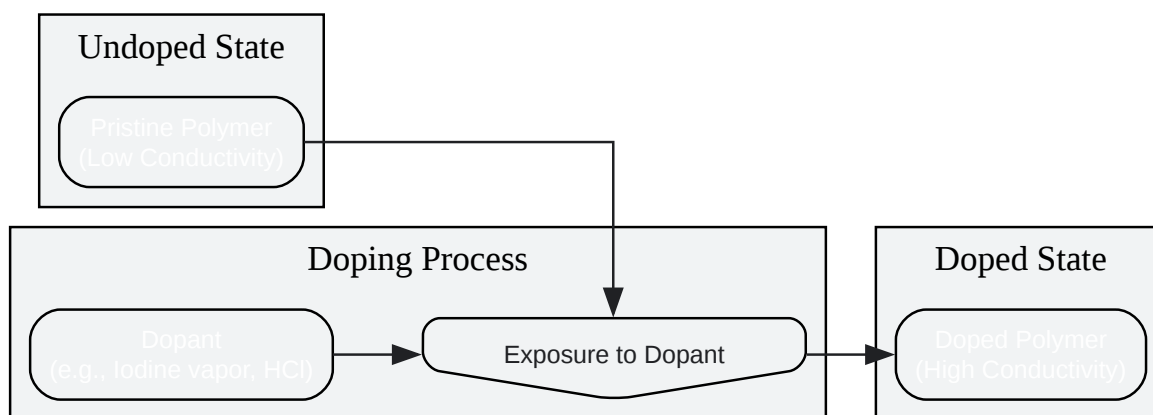 Undoped State
Pristine Polymer
(Low Conductivity)
Doping Process
Dopant
(e.g., Iodine vapor, HCl)
Exposure to Dopant
Doped State
Doped Polymer
(High Conductivity)